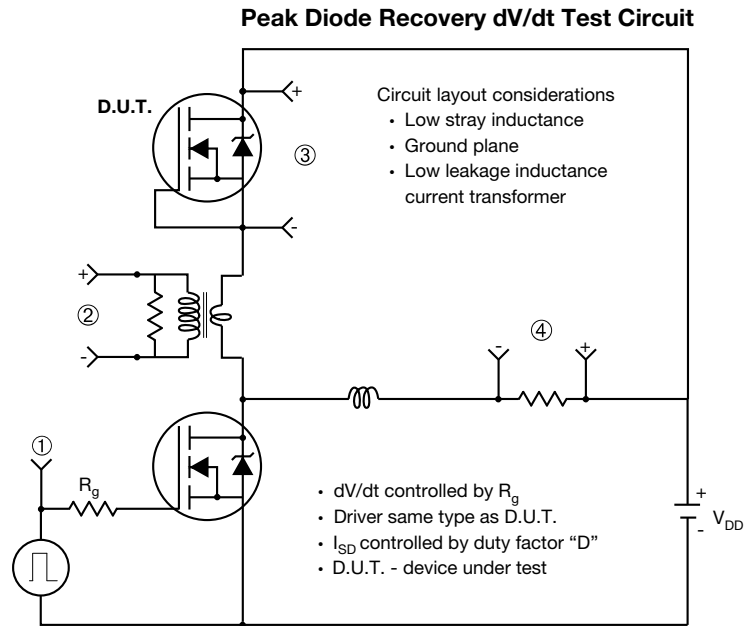 Peak Diode Recovery dV/dt Test Circuit
D.U.T.
+
-
③
Circuit layout considerations
• Low stray inductance
• Ground plane
• Low leakage inductance
current transformer
+
②
-
-
④
+
①
Rg
• dV/dt controlled by Rg
• Driver same type as D.U.T.
• ISD controlled by duty factor “D”
• D.U.T. - device under test
+
-
VDD